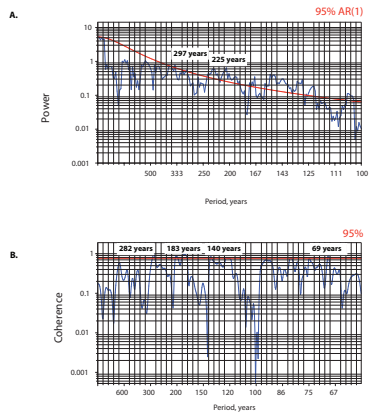 95% AR(1)
A.
10
297 years
225 years
1
0.1
0.01
0.001
Power
500 333 250 200 167 143 125 111 100
Period, years
95%
B.
282 years 183 years 140 years 69 years
1
0.1
0.01
0.001
Coherence
600 300 200 150 120 100 86 75 67
Period, years